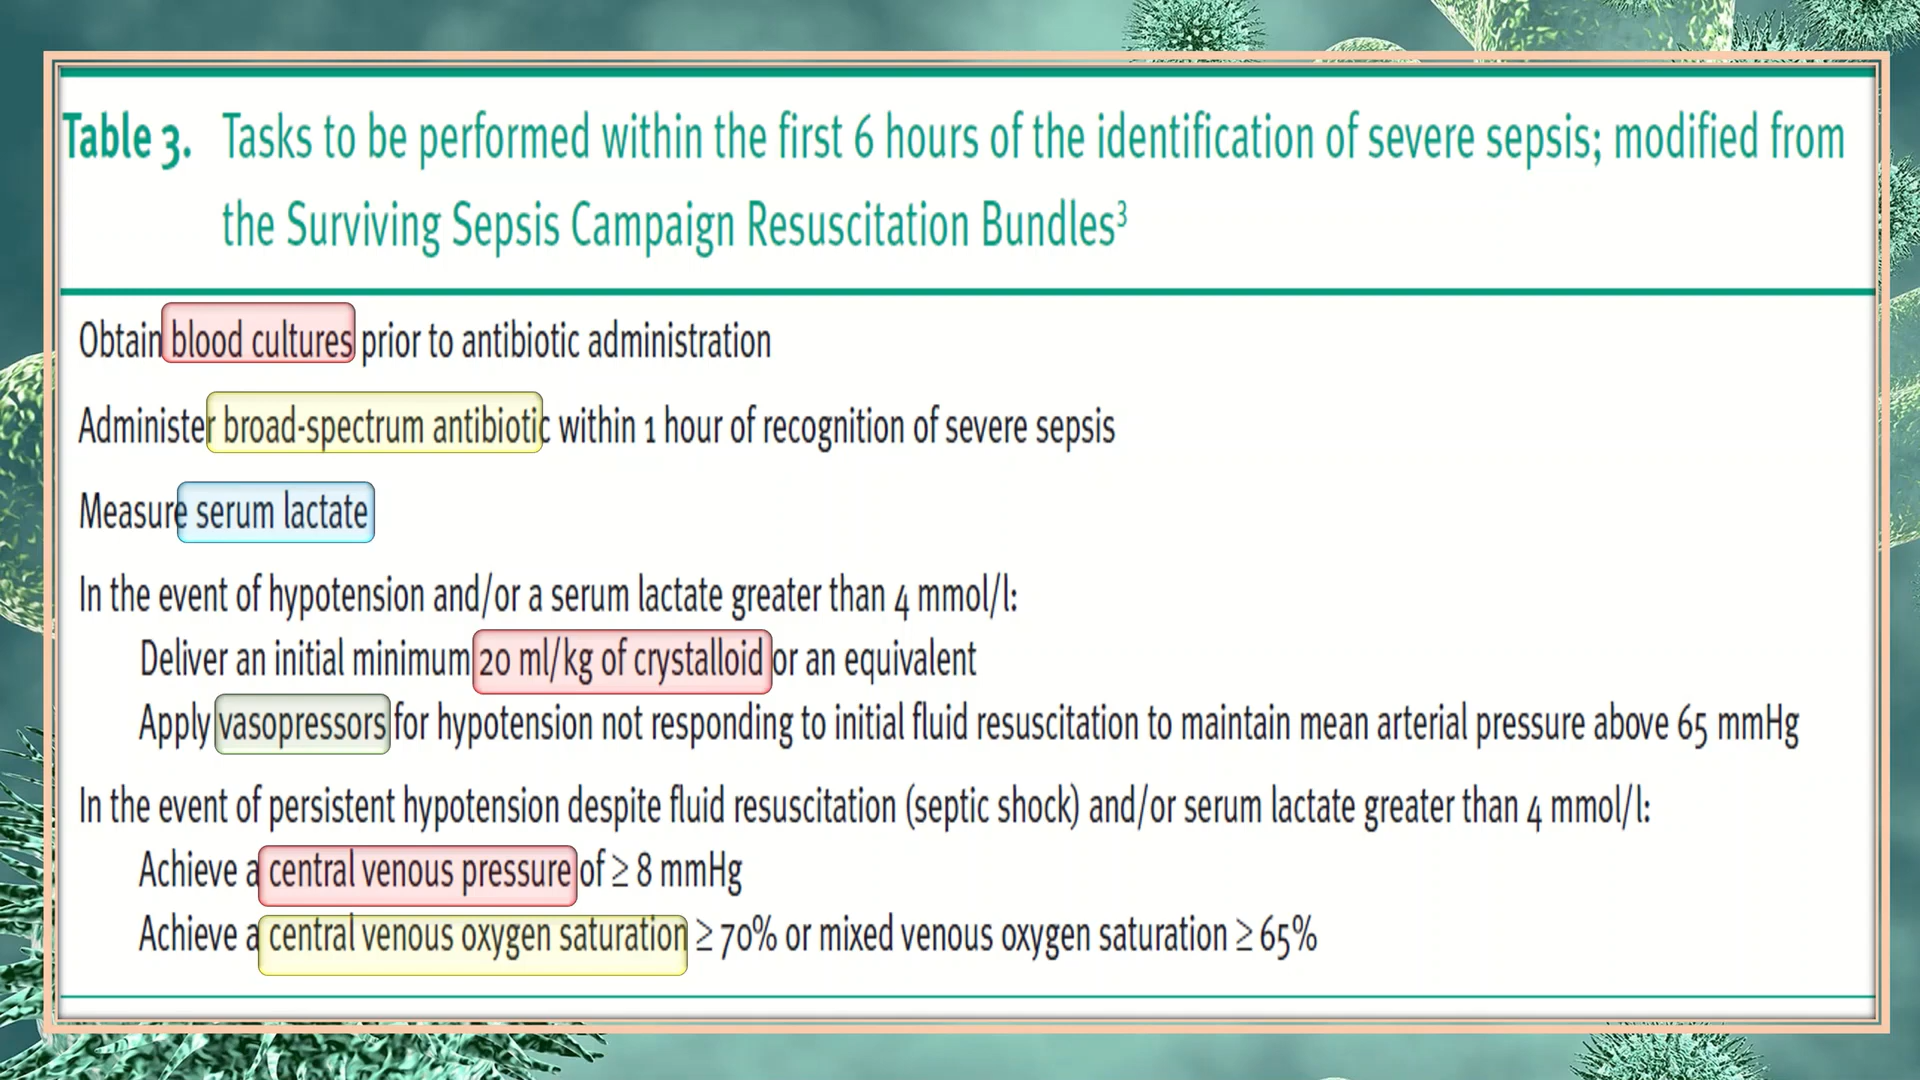 Table 3. Tasks to be performed within the first 6 hours of the identification of severe sepsis; modified from
the Surviving Sepsis Campaign Resuscitation Bundles³
Obtain blood cultures prior to antibiotic administration
Administer broad-spectrum antibiotic within 1 hour of recognition of severe sepsis
Measure serum lactate
In the event of hypotension and/or a serum lactate greater than 4 mmol/l:
Deliver an initial minimum 20 ml/kg of crystalloid or an equivalent
Apply vasopressors for hypotension not responding to initial fluid resuscitation to maintain mean arterial pressure above 65 mmHg
In the event of persistent hypotension despite fluid resuscitation (septic shock) and/or serum lactate greater than 4 mmol/l:
Achieve a central venous pressure of ≥ 8 mmHg
Achieve a central venous oxygen saturation ≥ 70% or mixed venous oxygen saturation ≥ 65%